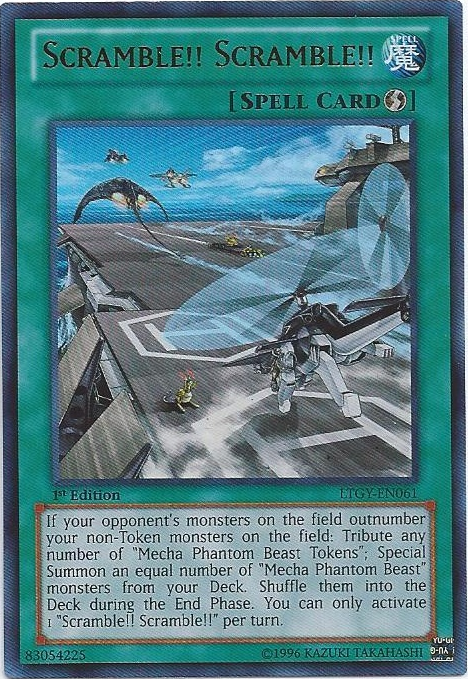 SCRAMBLE!! SCRAMBLE!!
SPELL
魔
[SPELL CARD]
1st Edition
LTGY-EN061
If your opponent's monsters on the field outnumber
your non-Token monsters on the field: Tribute any
number of "Mecha Phantom Beast Tokens"; Special
Summon an equal number of "Mecha Phantom Beast"
monsters from your Deck. Shuffle them into the
Deck during the End Phase. You can only activate
1 "Scramble!! Scramble!!" per turn.
83054225
©1996 KAZUKI TAKAHASHI